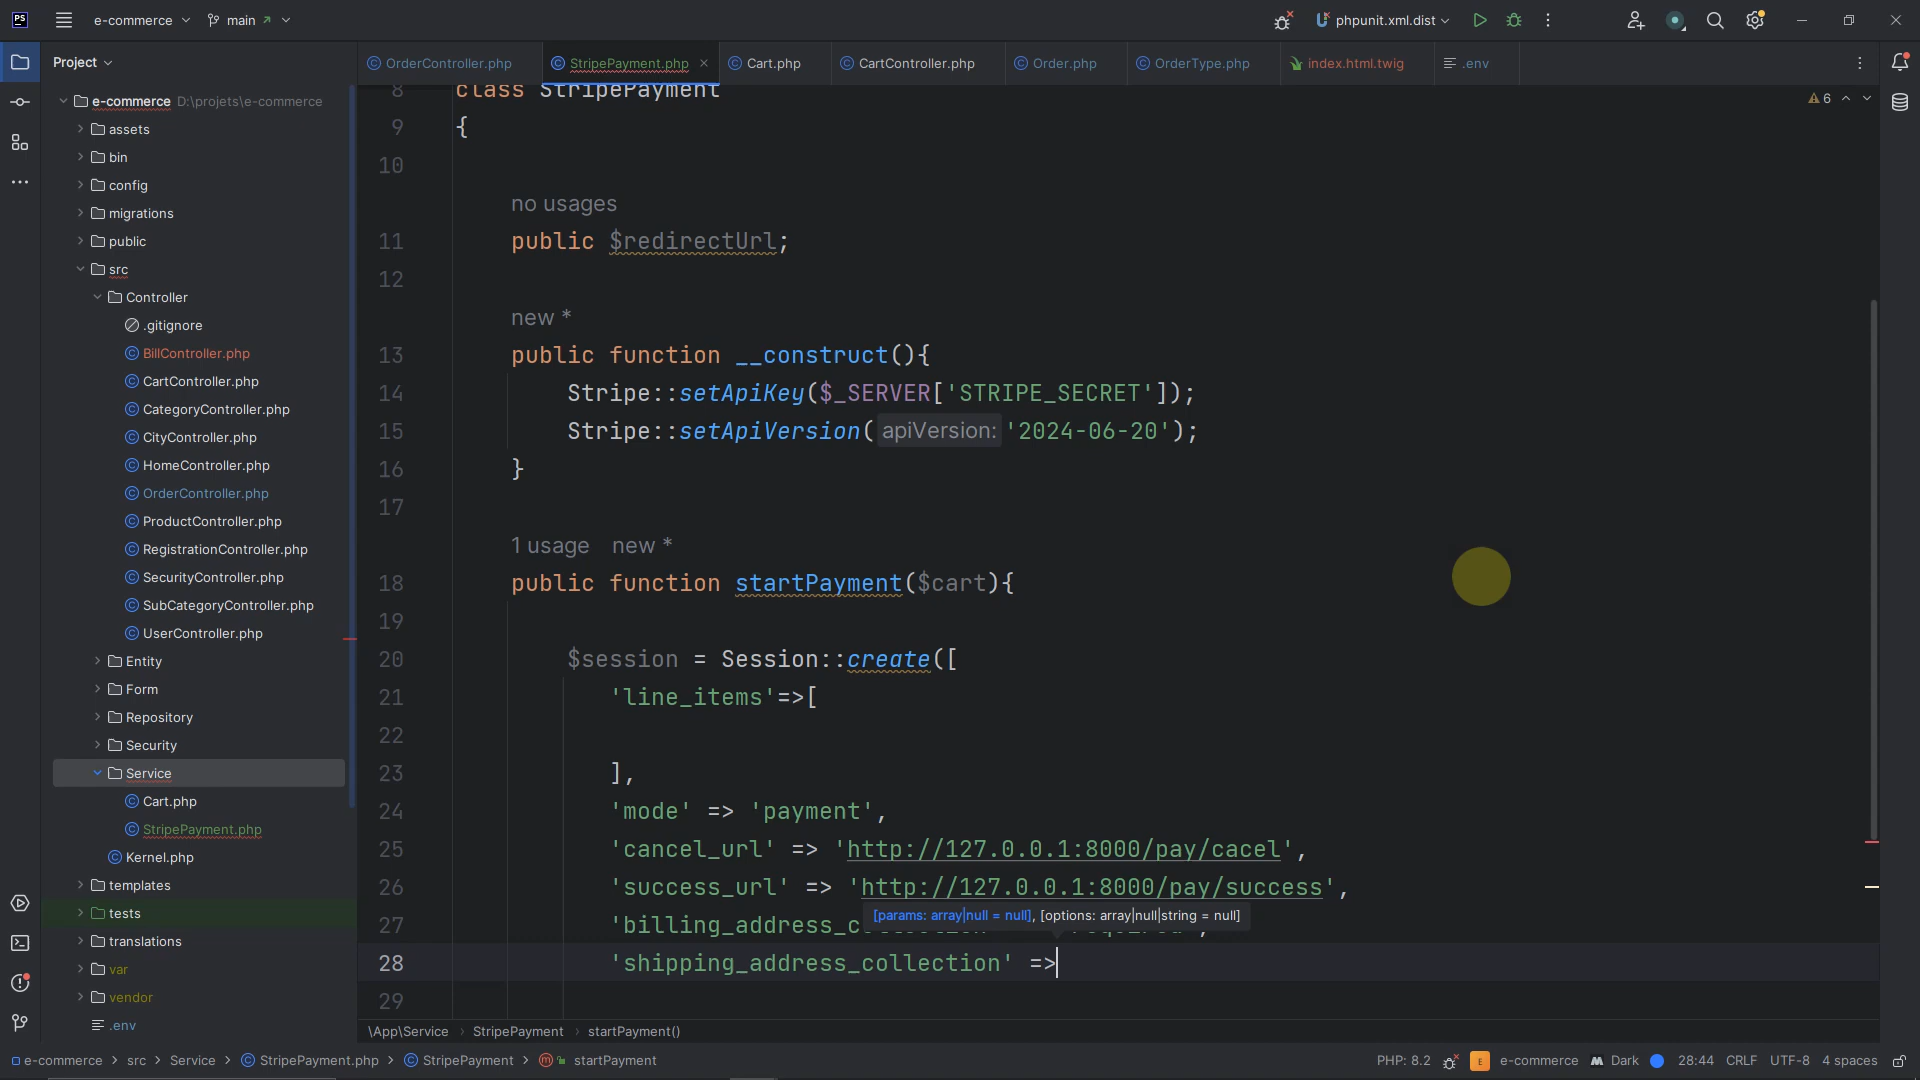 PS
e-commerce
main
phpunit.xml.dist
Project
OrderController.php
StripePayment.php
Cart.php
CartController.php
Order.php
OrderType.php
index.html.twig
.env
e-commerce D:\projets\e-commerce
assets
bin
config
migrations
public
src
Controller
.gitignore
BillController.php
CartController.php
CategoryController.php
CityController.php
HomeController.php
OrderController.php
ProductController.php
RegistrationController.php
SecurityController.php
SubCategoryController.php
UserController.php
Entity
Form
Repository
Security
Service
Cart.php
StripePayment.php
Kernel.php
templates
tests
translations
var
vendor
.env
6
8 class StripePayment
9 {
10
no usages
11 public $redirectUrl;
12
new *
13 public function __construct(){
14 Stripe::setApiKey($_SERVER['STRIPE_SECRET']);
15 Stripe::setApiVersion( apiVersion: '2024-06-20');
16 }
17
1 usage new *
18 public function startPayment($cart){
19
20 $session = Session::create([
21 'line_items'=>[
22
23 ],
24 'mode' => 'payment',
25 'cancel_url' => 'http://127.0.0.1:8000/pay/cacel',
26 'success_url' => 'http://127.0.0.1:8000/pay/success',
[params: array|null = null], [options: array|null|string = null]
27 'billing_address_co
28 'shipping_address_collection' =>
29
\App\Service > StripePayment > startPayment()
e-commerce > src > Service > StripePayment.php > StripePayment > startPayment
PHP: 8.2
E
e-commerce
Dark
28:44
CRLF
UTF-8
4 spaces